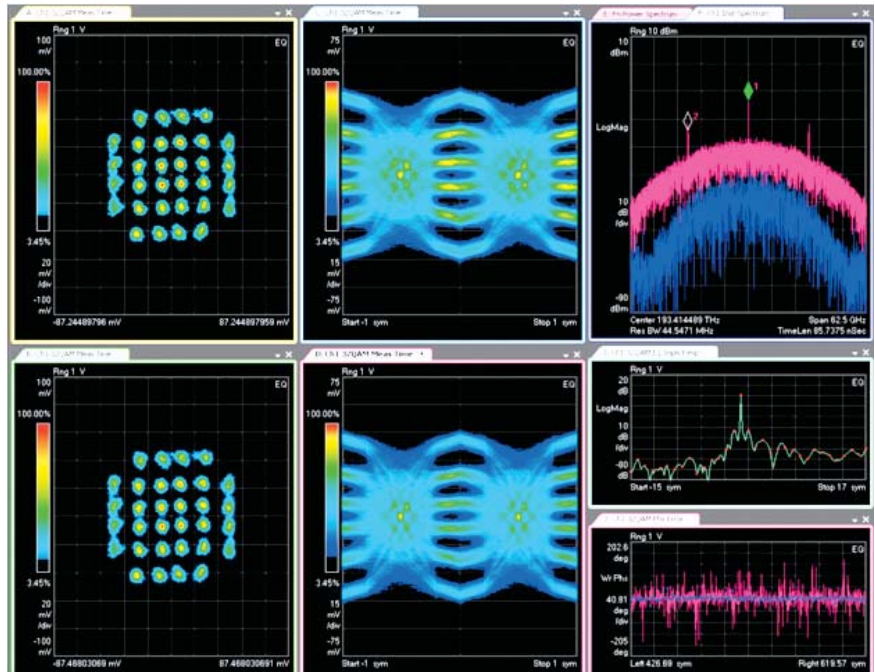 Rng 1 V
100
mV
EQ
100.00%
3.45%
20
mV
/div
-100
mV
-87.24489796 mV
87.244897959 mV
Rng 1 V
75
mV
EQ
100.00%
3.45%
15
mV
/div
-75
mV
Start -1 sym
Stop 1 sym
Rng 10 dBm
10
dBm
EQ
1
2
LogMag
10
dB
/div
-90
dBm
Center 193.414489 THz
Span 62.5 GHz
Res BW 44.5471 MHz
TimeLen 85.7375 nSec
Rng 1 V
100
mV
EQ
100.00%
3.45%
20
mV
/div
-100
mV
-87.46803069 mV
87.468030691 mV
Rng 1 V
75
mV
EQ
100.00%
3.45%
15
mV
/div
-75
mV
Start -1 sym
Stop 1 sym
Rng 1 V
20
dB
EQ
LogMag
10
dB
/div
-80
dB
Start -15 sym
Stop 17 sym
Rng 1 V
202.6
deg
EQ
Wr Phs
40.81
deg
/div
-205
deg
Left 426.69 sym
Right 619.57 sym